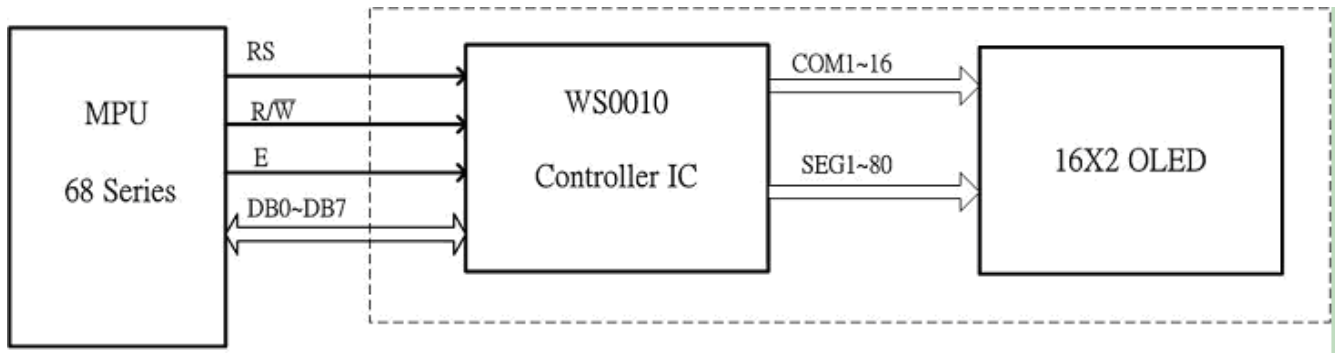 MPU
68 Series
RS
R/W̅
E
DB0~DB7
WS0010
Controller IC
COM1~16
SEG1~80
16X2 OLED